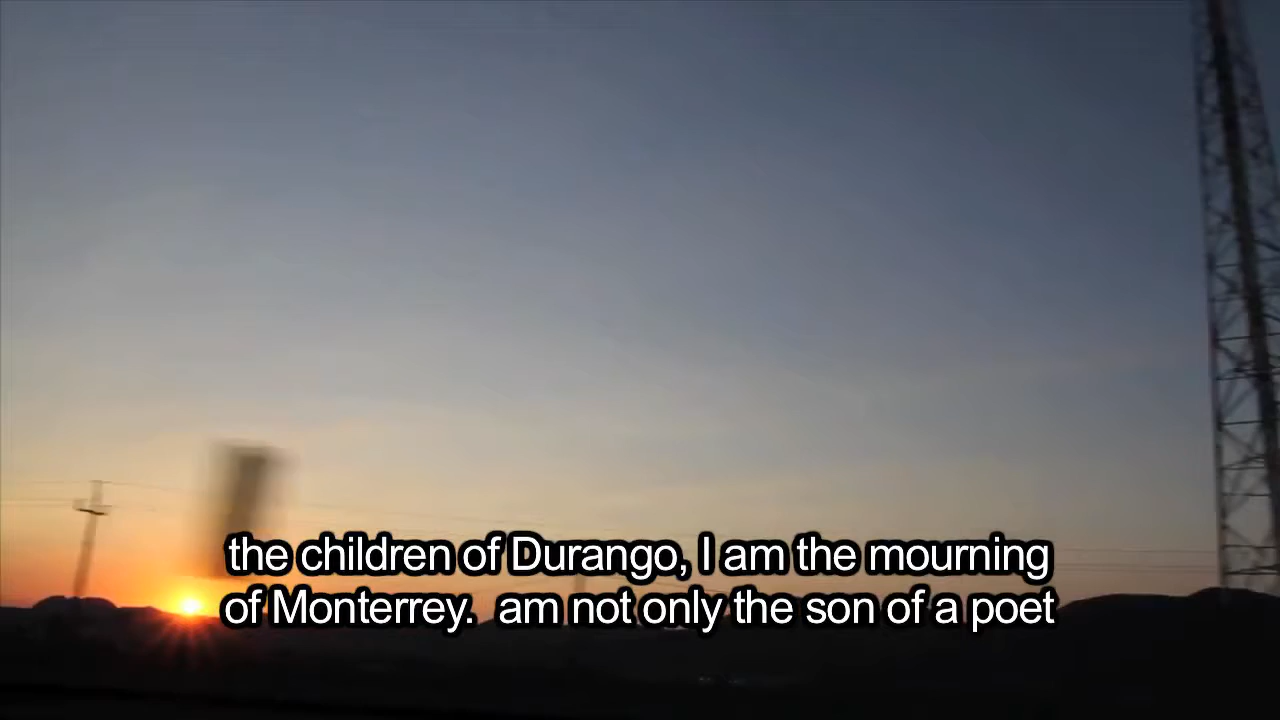 the children of Durango, I am the mourning
of Monterrey.  am not only the son of a poet